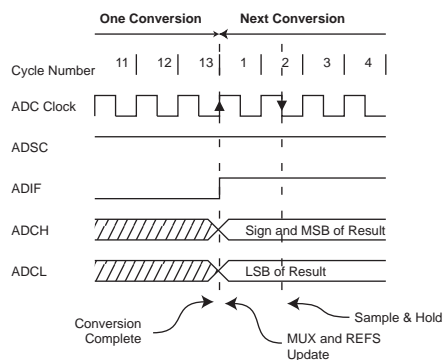 One Conversion Next Conversion
Cycle Number 11 12 13 1 2 3 4
ADC Clock
ADSC
ADIF
ADCH Sign and MSB of Result
ADCL LSB of Result
Sample & Hold
Conversion
Complete
MUX and REFS
Update